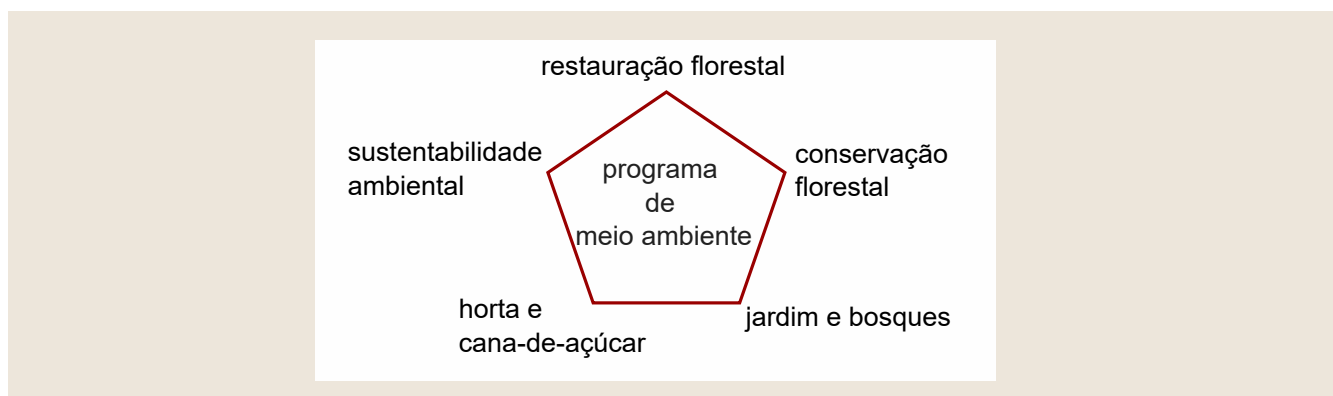 restauração florestal
sustentabilidade
ambiental
conservação
florestal
programa
de
meio ambiente
horta e
cana-de-açúcar
jardim e bosques